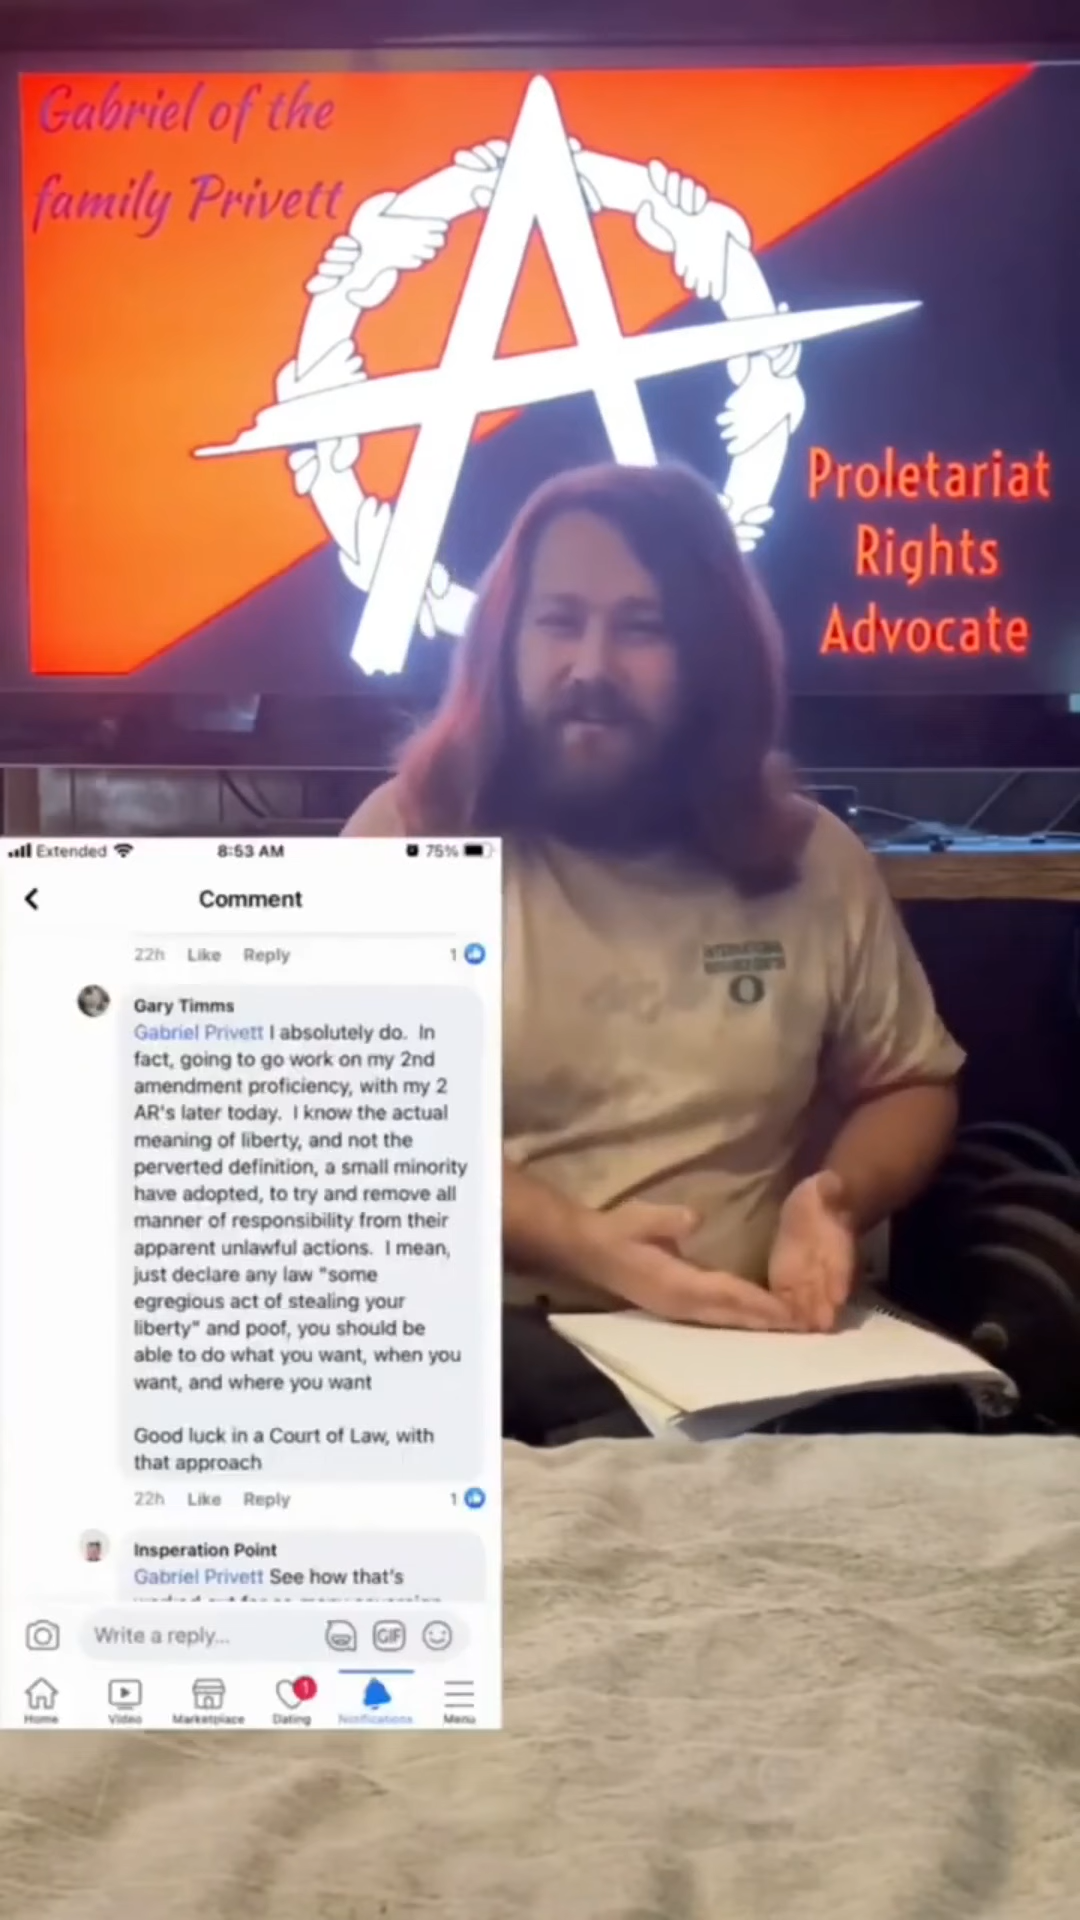 Gabriel of the
family Privett
Proletariat
Rights
Advocate
Extended
8:53 AM
75%
Comment
22h Like Reply 1
Gary Timms
Gabriel Privett I absolutely do. In
fact, going to go work on my 2nd
amendment proficiency, with my 2
AR's later today. I know the actual
meaning of liberty, and not the
perverted definition, a small minority
have adopted, to try and remove all
manner of responsibility from their
apparent unlawful actions. I mean,
just declare any law "some
egregious act of stealing your
liberty" and poof, you should be
able to do what you want, when you
want, and where you want
Good luck in a Court of Law, with
that approach
22h Like Reply 1
Insperation Point
Gabriel Privett See how that's
Write a reply...
GIF
1
Home Video Marketplace Dating Notifications Menu